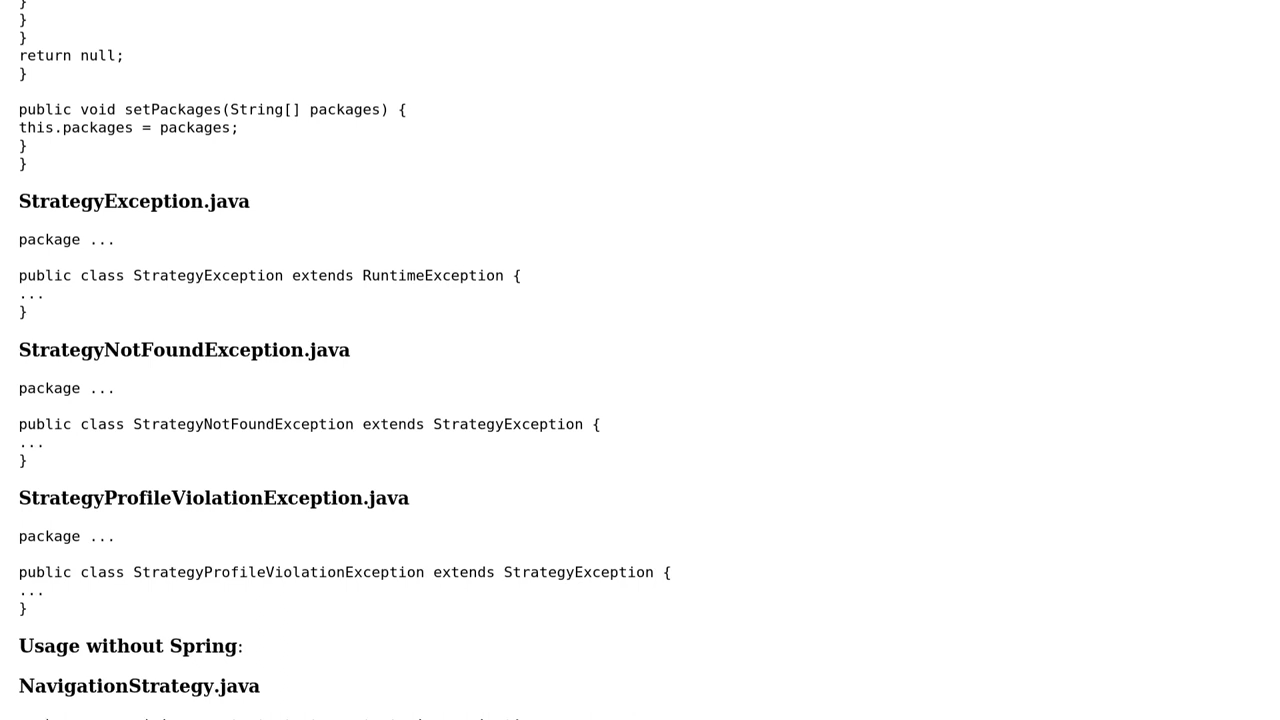 }
}
}
return null;
}
public void setPackages(String[] packages) {
this.packages = packages;
}
}
StrategyException.java
package ...
public class StrategyException extends RuntimeException {
...
}
StrategyNotFoundException.java
package ...
public class StrategyNotFoundException extends StrategyException {
...
}
StrategyProfileViolationException.java
package ...
public class StrategyProfileViolationException extends StrategyException {
...
}
Usage without Spring:
NavigationStrategy.java